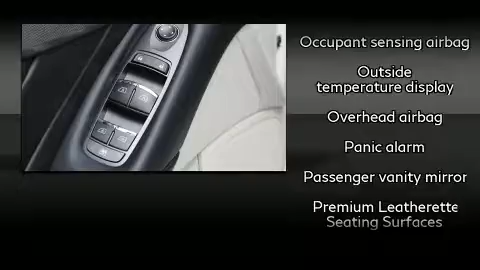 Occupant sensing airbag
Outside
temperature display
Overhead airbag
Panic alarm
Passenger vanity mirror
Premium Leatherette
Seating Surfaces